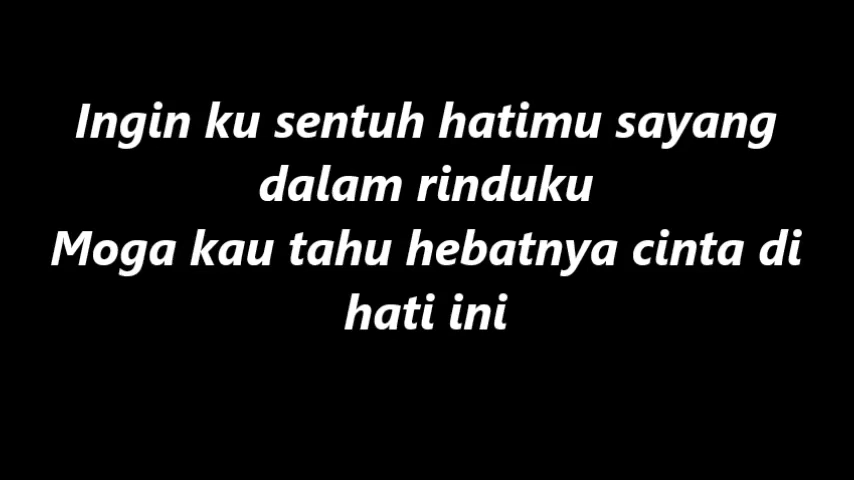 Ingin ku sentuh hatimu sayang
dalam rinduku
Moga kau tahu hebatnya cinta di
hati ini